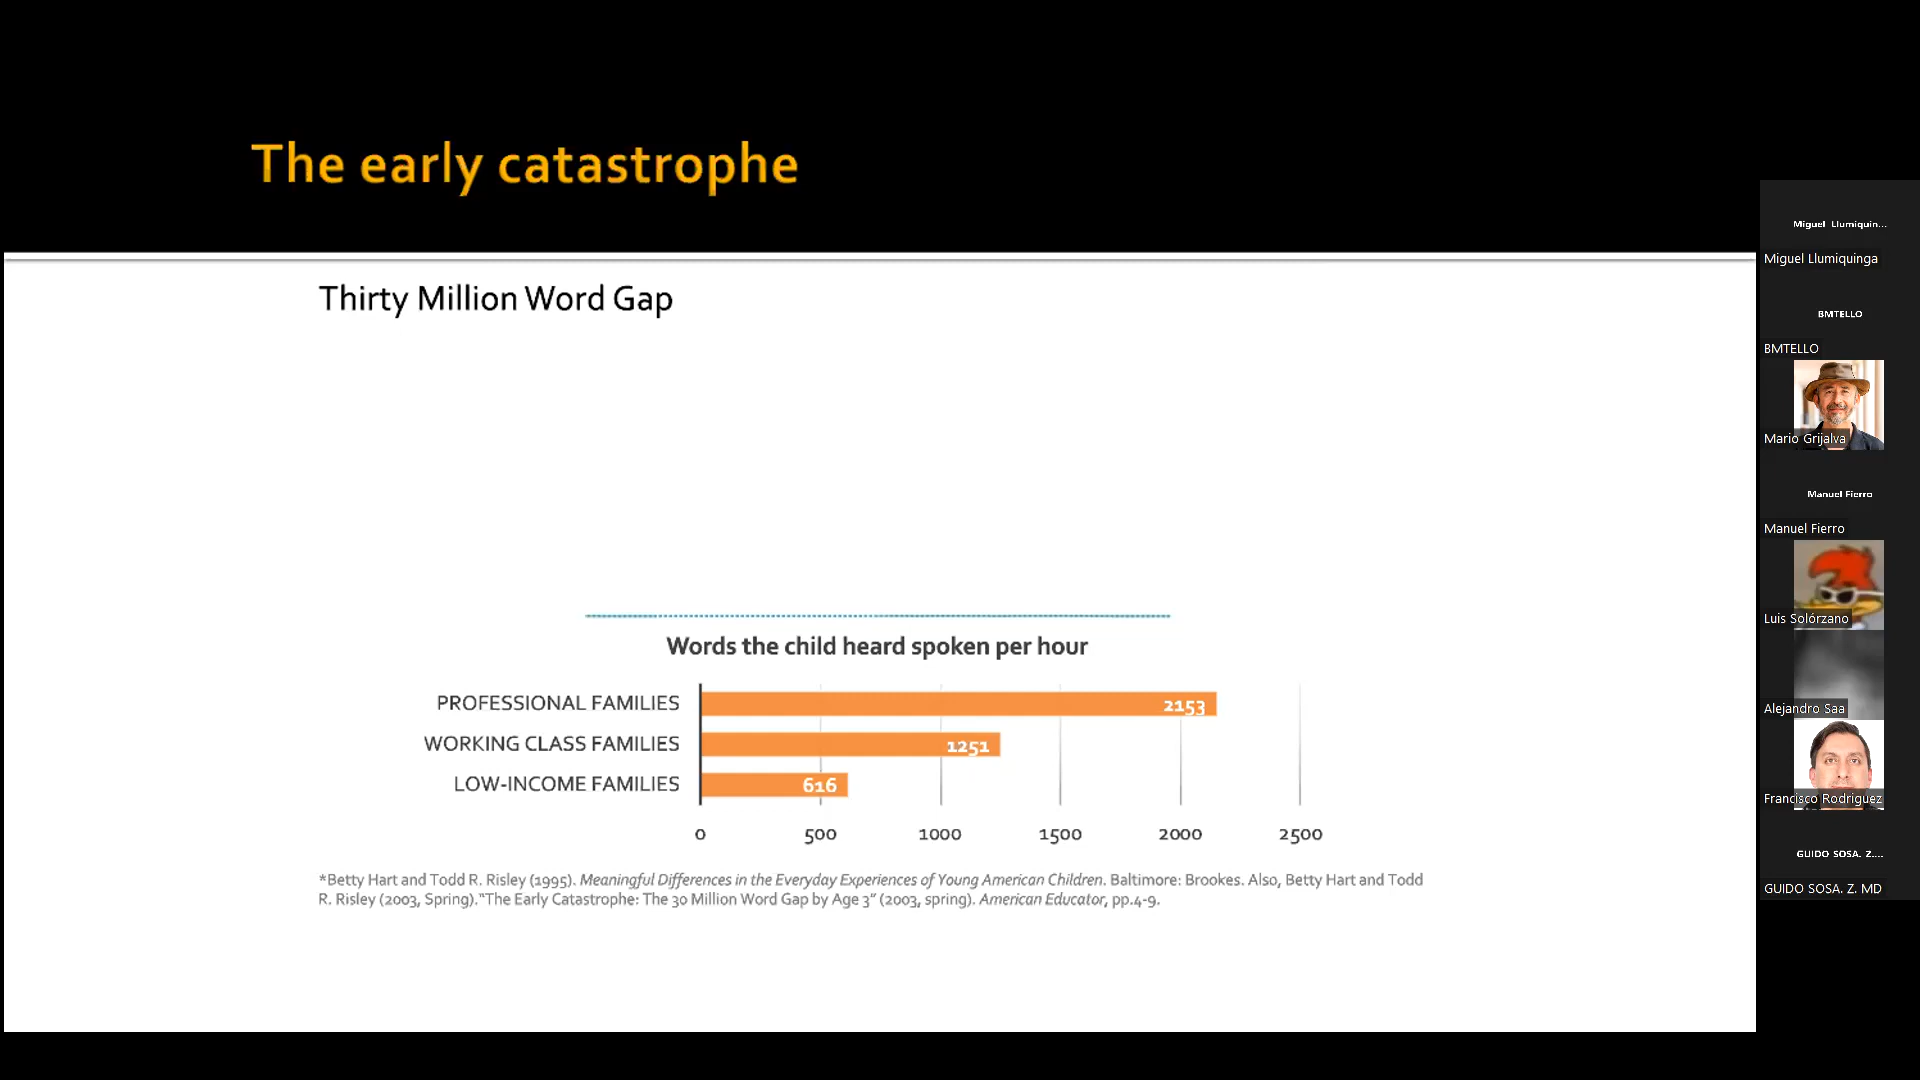 The early catastrophe
Thirty Million Word Gap
Words the child heard spoken per hour
PROFESSIONAL FAMILIES 2153
WORKING CLASS FAMILIES 1251
LOW-INCOME FAMILIES 616
0 500 1000 1500 2000 2500
*Betty Hart and Todd R. Risley (1995). Meaningful Differences in the Everyday Experiences of Young American Children. Baltimore: Brookes. Also, Betty Hart and Todd
R. Risley (2003, Spring)."The Early Catastrophe: The 30 Million Word Gap by Age 3" (2003, spring). American Educator, pp.4-9.
Miguel Llumiquin...
Miguel Llumiquinga
BMTELLO
BMTELLO
Mario Grijalva
Manuel Fierro
Manuel Fierro
Luis Solórzano
Alejandro Saa
Francisco Rodriguez
GUIDO SOSA. Z....
GUIDO SOSA. Z. MD